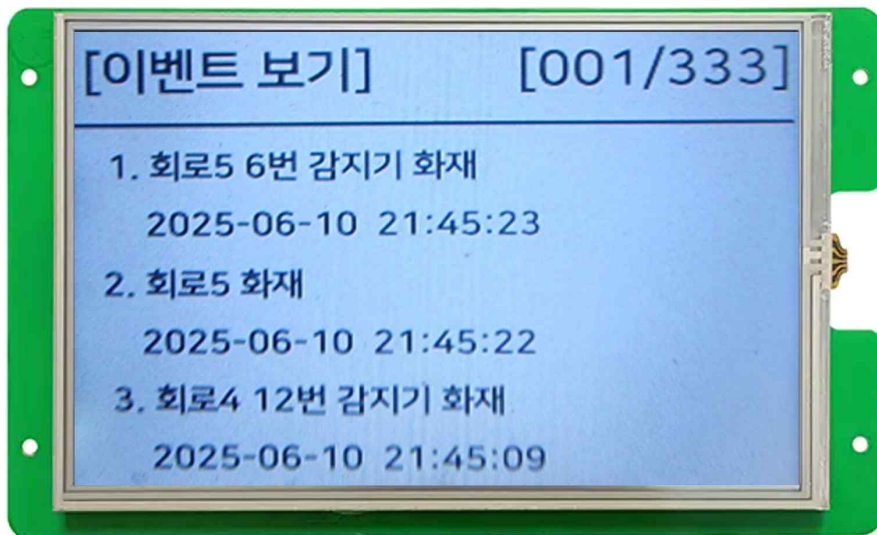 [이벤트 보기] [001/333]
1. 회로5 6번 감지기 화재
2025-06-10 21:45:23
2. 회로5 화재
2025-06-10 21:45:22
3. 회로4 12번 감지기 화재
2025-06-10 21:45:09